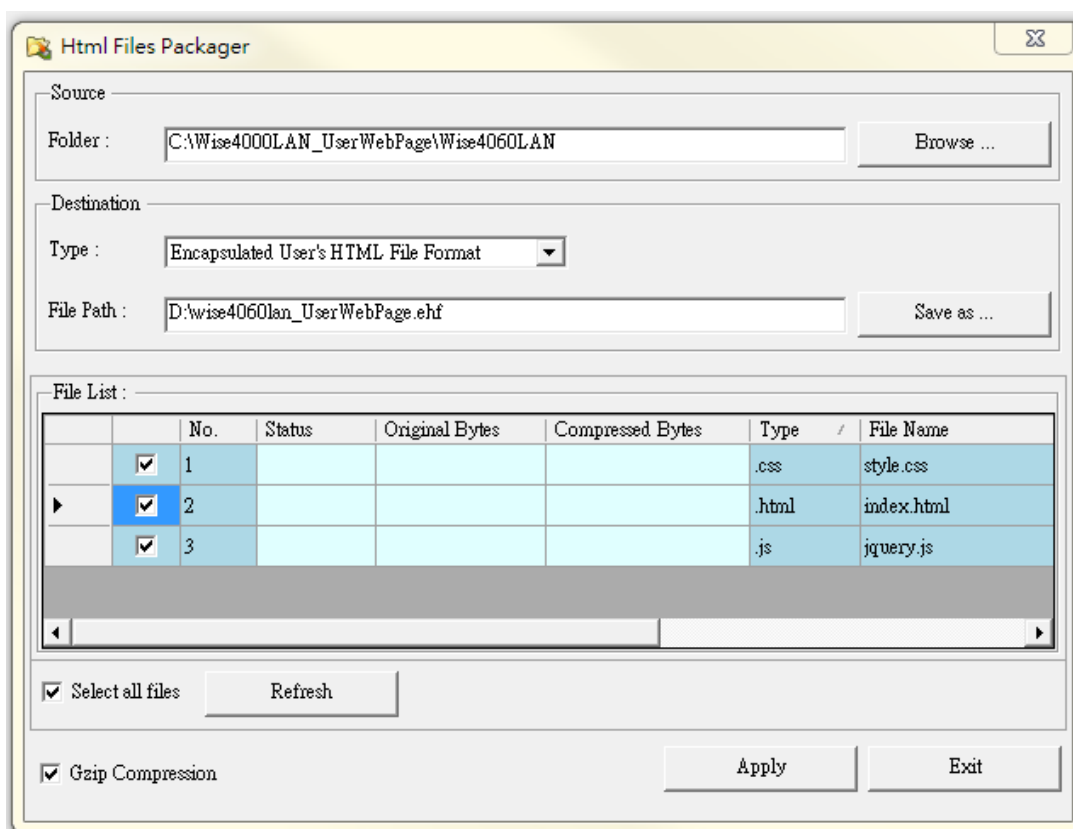 Html Files Packager
Source
Folder : C:\Wise4000LAN_UserWebPage\Wise4060LAN Browse ...
Destination
Type : Encapsulated User's HTML File Format
File Path : D:\wise4060lan_UserWebPage.ehf Save as ...
File List :
No. Status Original Bytes Compressed Bytes Type File Name
1 .css style.css
2 .html index.html
3 .js jquery.js
Select all files Refresh
Gzip Compression Apply Exit